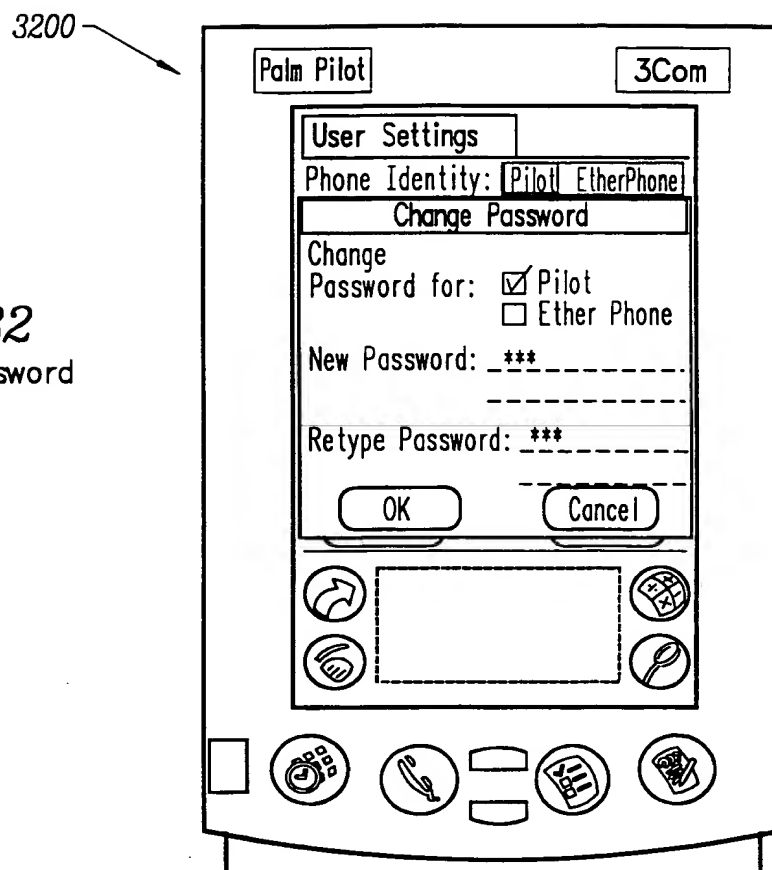 3200
Palm Pilot
3Com
User Settings
Phone Identity: Pilot EtherPhone
Change Password
Change
Password for: Pilot
Ether Phone
New Password: ***
Retype Password: ***
OK
Cancel